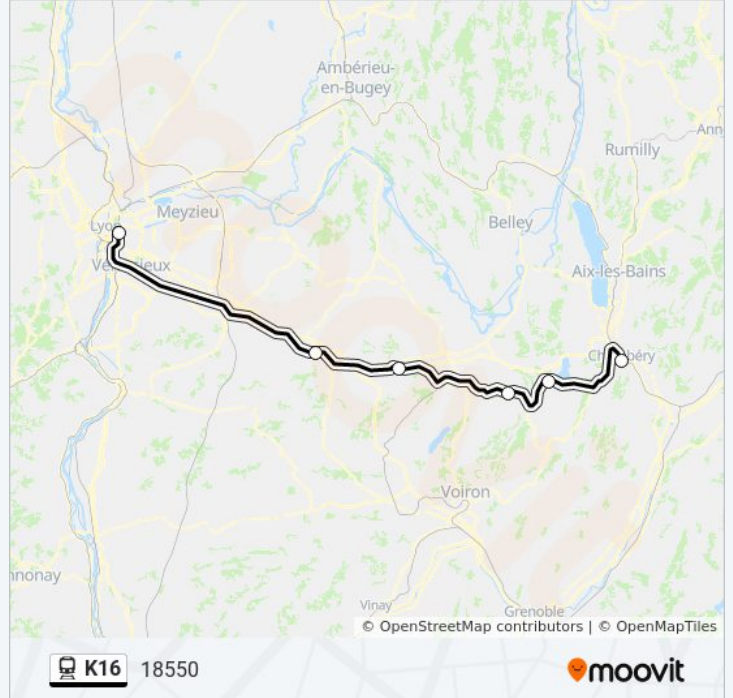 Ambérieu-
en-Bugey
Ann
Rumilly
Meyzieu
Lyon
Belley
Vénissieux
Aix-les-Bains
Chambéry
Voiron
nnonay
Vinay
Grenoble
© OpenStreetMap contributors | © OpenMapTiles
K16 18550
moovit